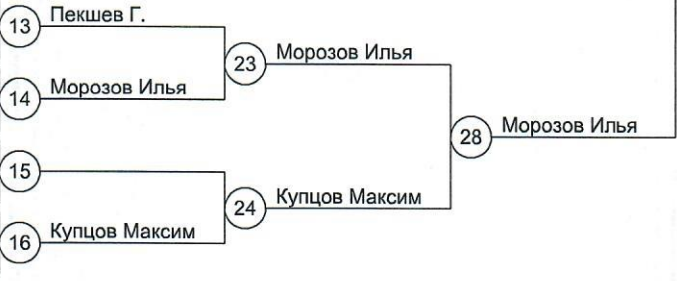 13 Пекшев Г.
23 Морозов Илья
14 Морозов Илья
28 Морозов Илья
15
24 Купцов Максим
16 Купцов Максим